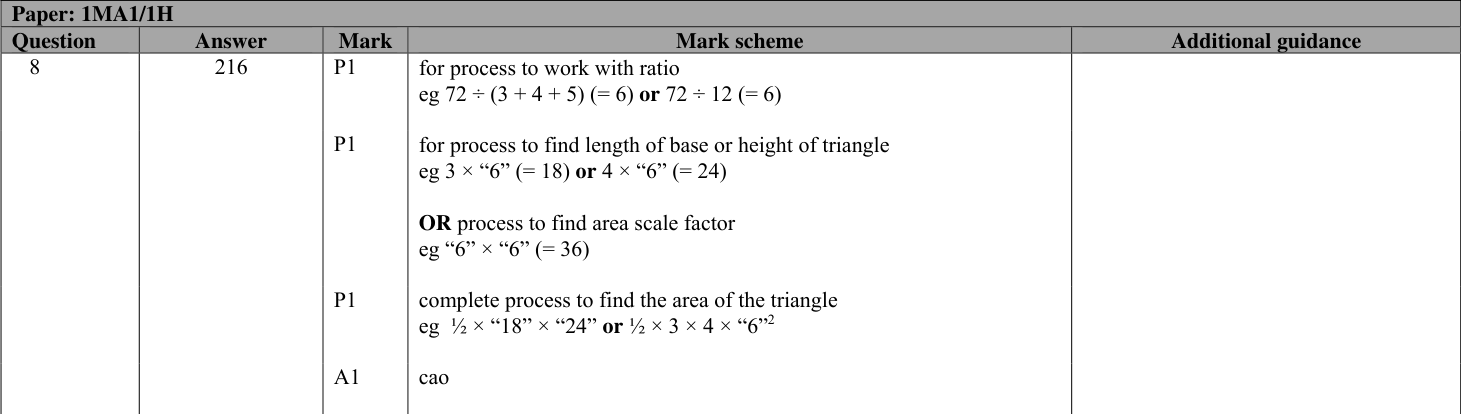 Paper: 1MA1/1H
Question Answer Mark Mark scheme Additional guidance
8 216 P1 for process to work with ratio
eg 72 ÷ (3 + 4 + 5) (= 6) or 72 ÷ 12 (= 6)
P1 for process to find length of base or height of triangle
eg 3 × “6” (= 18) or 4 × “6” (= 24)
OR process to find area scale factor
eg “6” × “6” (= 36)
P1 complete process to find the area of the triangle
eg ½ × “18” × “24” or ½ × 3 × 4 × “6”²
A1 cao